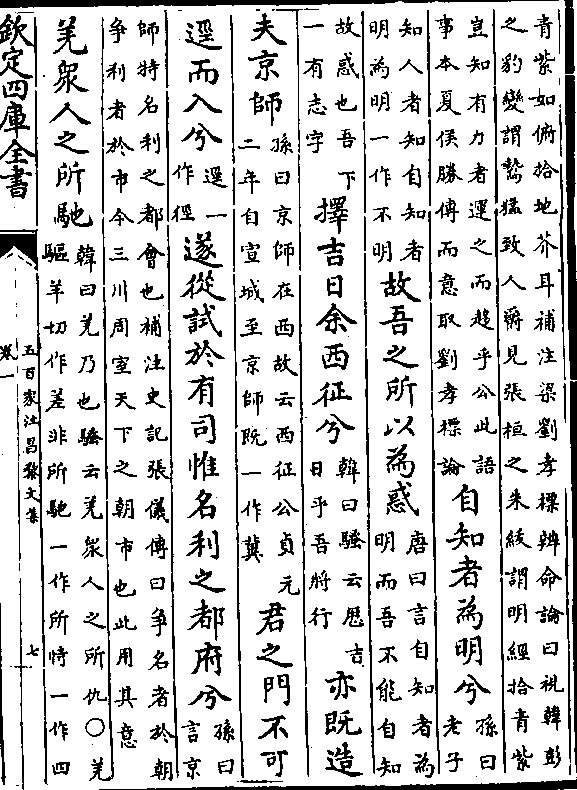 青紫如俯拾地芥耳補注梁劉孝標辨命論曰視韓彭
之豹變謂鷙猛致人爵見張桓之朱紱謂明經拾青紫
豈知有力者運之而趨乎公此語
事本夏侯勝傳而意取劉孝標論
自知者為明兮
孫曰
老子
知人者知自知者
明為明一作不明
故吾之所以為惑
唐曰言自知者為
明而吾不能自知
故惑也吾下
一有志字
擇吉日余西征兮
韓曰騷云歷吉
日乎吾將行
亦既造
夫京師
孫曰京師在西故云西征公貞元
二年自宣城至京師既一作冀
君之門不可
逕而入兮
逕一
作徑
遂從試於有司惟名利之都府兮
孫曰
言京
師特名利之都會也補注史記張儀傳曰争名者於朝
争利者於市今三川周室天下之朝市也此用其意
羌衆人之所馳
韓曰羌乃也騷云羌衆人之所仇○羌
驅羊切作差非所馳一作所恃一作四
欽定四庫全書
五百家注昌黎文集
卷一
七